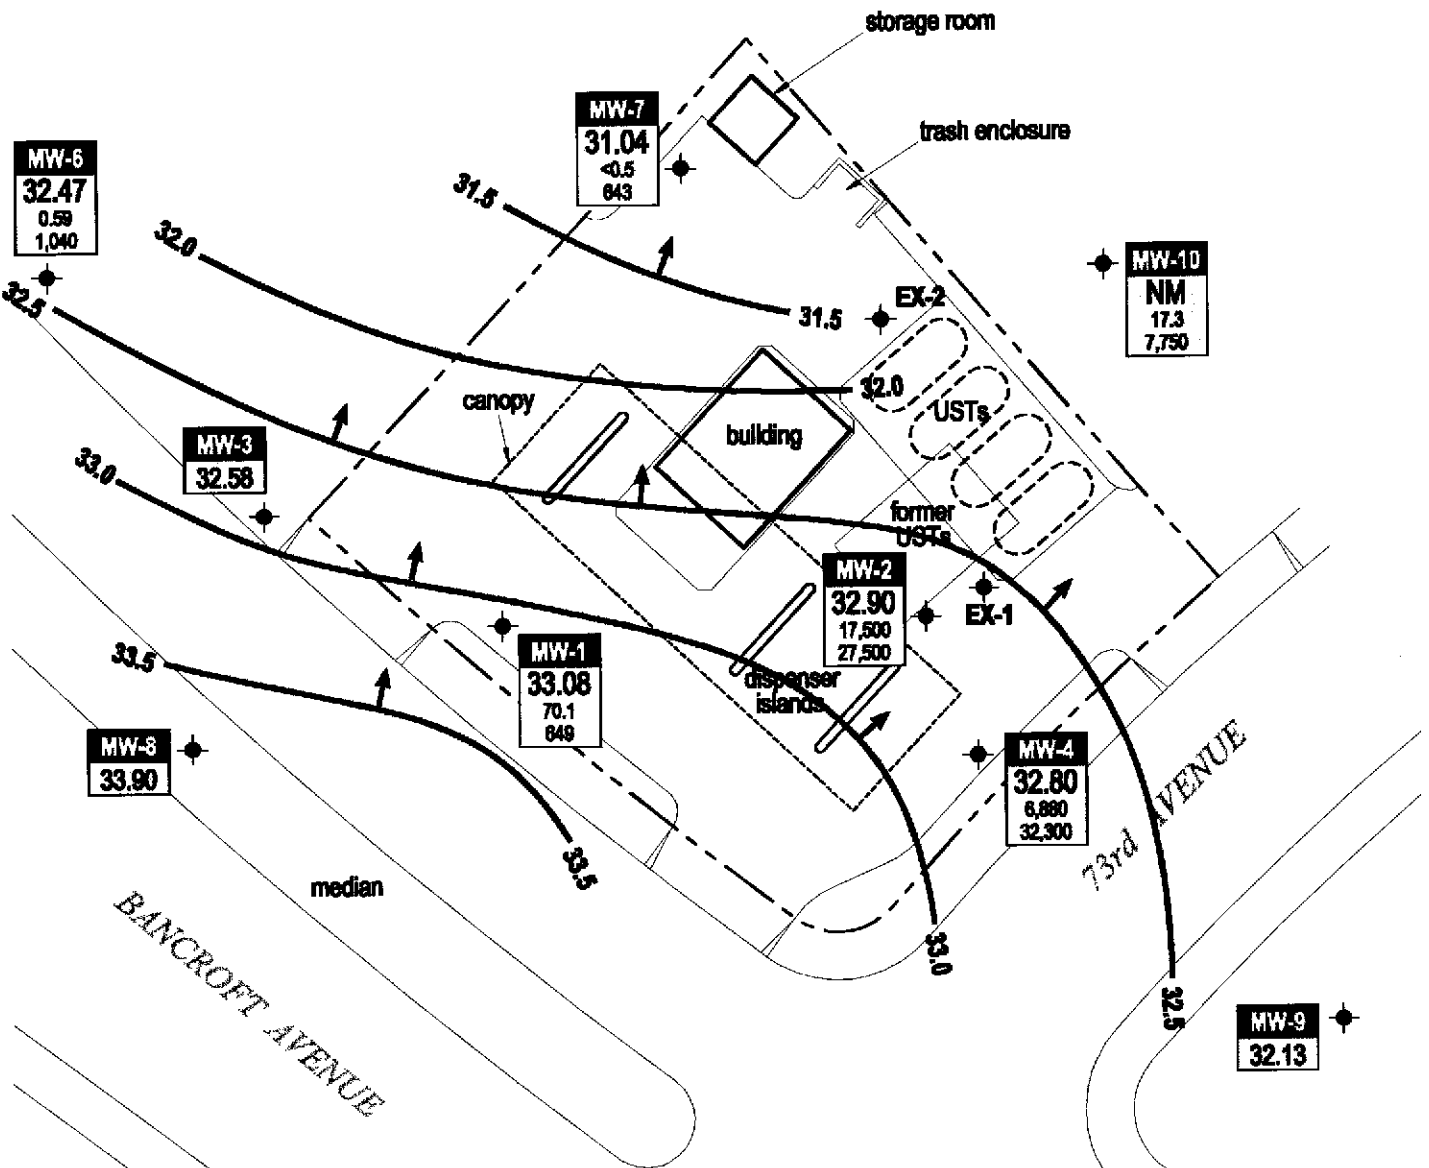 storage room
MW-7
31.04
<0.5
643
trash enclosure
MW-6
32.47
0.59
1,040
31.5
32.0
MW-10
NM
17.3
7,750
32.5
EX-2
31.5
32.0
canopy
USTs
building
MW-3
32.58
33.0
former
USTs
MW-2
32.90
17,500
27,500
EX-1
33.5
MW-1
33.08
70.1
649
dispenser
islands
MW-8
33.90
MW-4
32.80
6,880
32,300
73rd AVENUE
33.5
median
33.0
BANCROFT AVENUE
32.5
MW-9
32.13